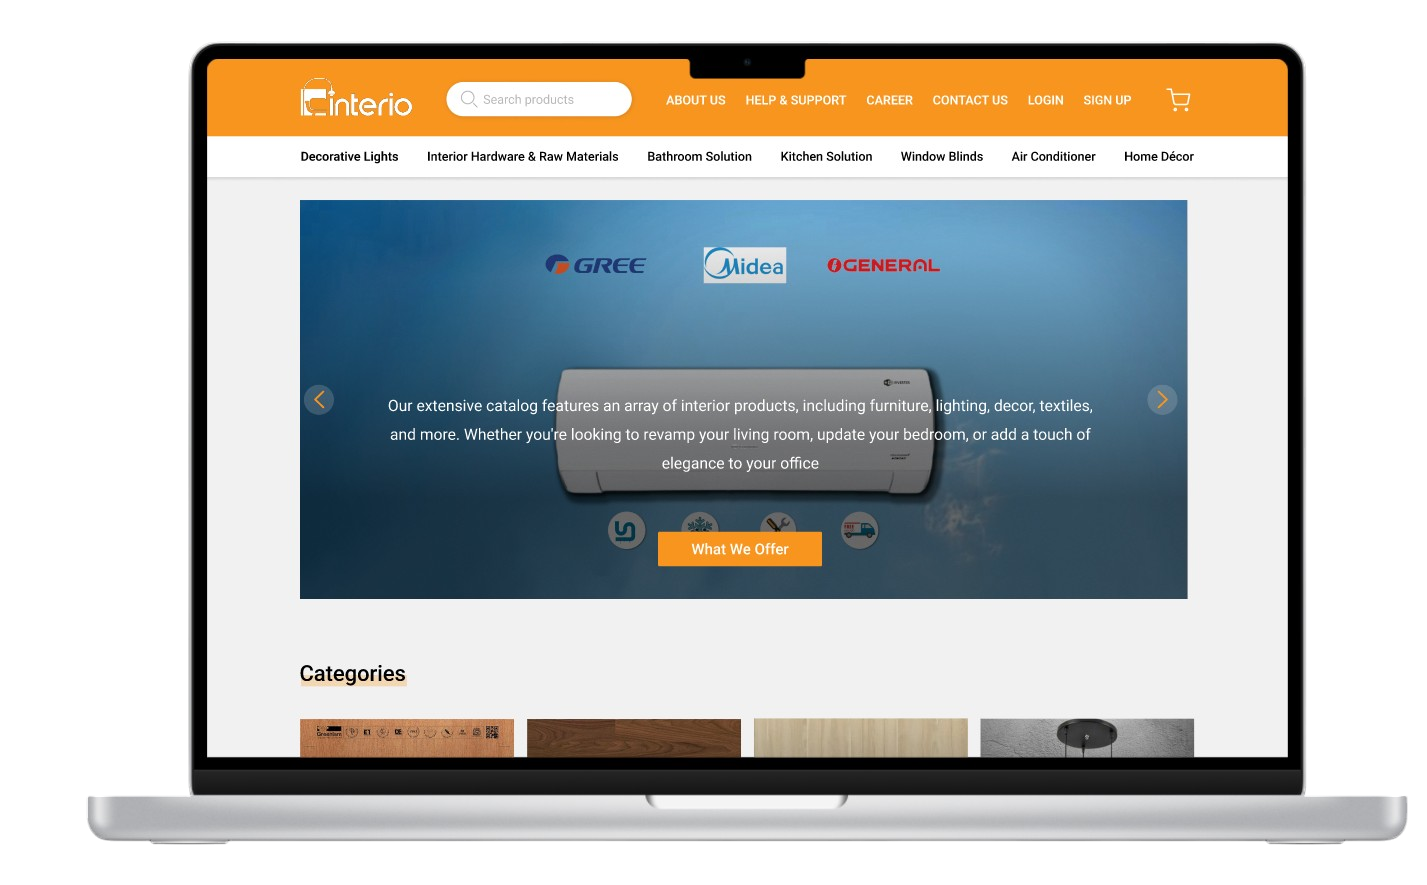 interio
Search products
ABOUT US HELP & SUPPORT CAREER CONTACT US LOGIN SIGN UP
Decorative Lights Interior Hardware & Raw Materials Bathroom Solution Kitchen Solution Window Blinds Air Conditioner Home Décor
GREE Midea GENERAL
Our extensive catalog features an array of interior products, including furniture, lighting, decor, textiles,
and more. Whether you're looking to revamp your living room, update your bedroom, or add a touch of
elegance to your office
FREE
What We Offer
Categories
Greenlam